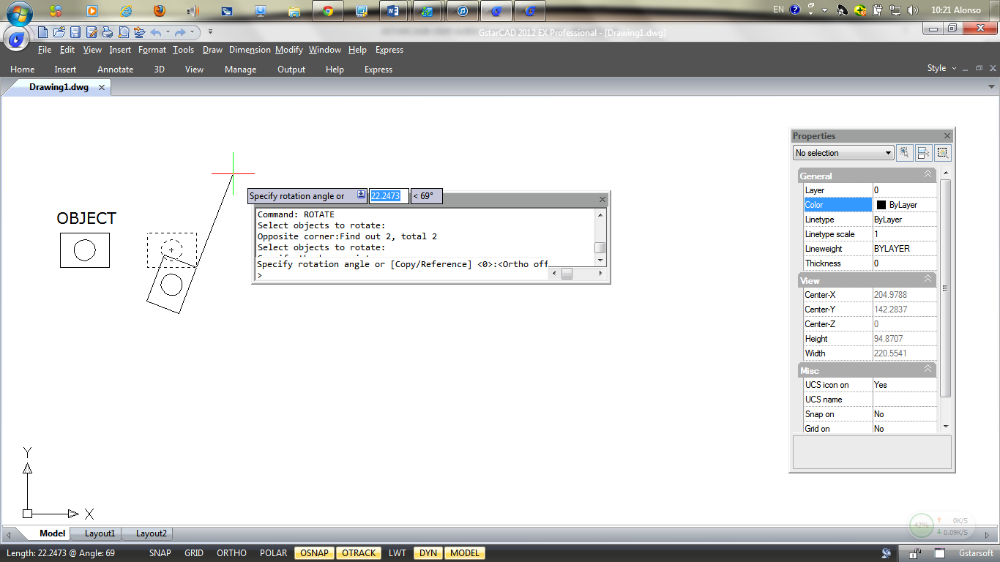 EN
10:21 Alonso
GstarCAD 2012 EX Professional - [Drawing1.dwg]
File Edit View Insert Format Tools Draw Dimension Modify Window Help Express
Home Insert Annotate 3D View Manage Output Help Express
Style
Drawing1.dwg
OBJECT
Specify rotation angle or 22.2473 < 69°
Command: ROTATE
Select objects to rotate:
Opposite corner:Find out 2, total 2
Select objects to rotate:
Specify rotation angle or [Copy/Reference] <0>:<Ortho off
>
Properties
No selection
General
Layer 0
Color ByLayer
Linetype ByLayer
Linetype scale 1
Lineweight BYLAYER
Thickness 0
View
Center-X 204.9788
Center-Y 142.2837
Center-Z 0
Height 94.8707
Width 220.5541
Misc
UCS icon on Yes
UCS name
Snap on No
Grid on No
Y
X
42%
0K/S
0.09K/S
Model Layout1 Layout2
Length: 22.2473 @ Angle: 69 SNAP GRID ORTHO POLAR OSNAP OTRACK LWT DYN MODEL Gstarsoft